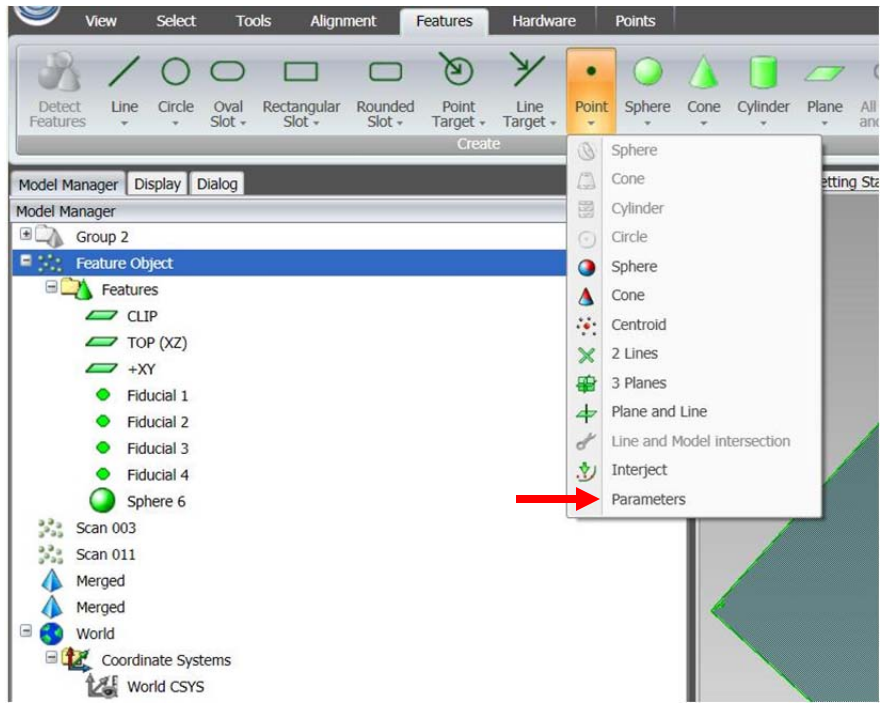 View Select Tools Alignment Features Hardware Points
Detect Features Line Circle Oval Slot Rectangular Slot Rounded Slot Point Target Line Target Point Sphere Cone Cylinder Plane All
Create
Model Manager Display Dialog
Model Manager
Group 2
Feature Object
Features
CLIP
TOP (XZ)
+XY
Fiducial 1
Fiducial 2
Fiducial 3
Fiducial 4
Sphere 6
Scan 003
Scan 011
Merged
Merged
World
Coordinate Systems
World CSYS
Sphere
Cone
Cylinder
Circle
Sphere
Cone
Centroid
2 Lines
3 Planes
Plane and Line
Line and Model intersection
Interject
Parameters